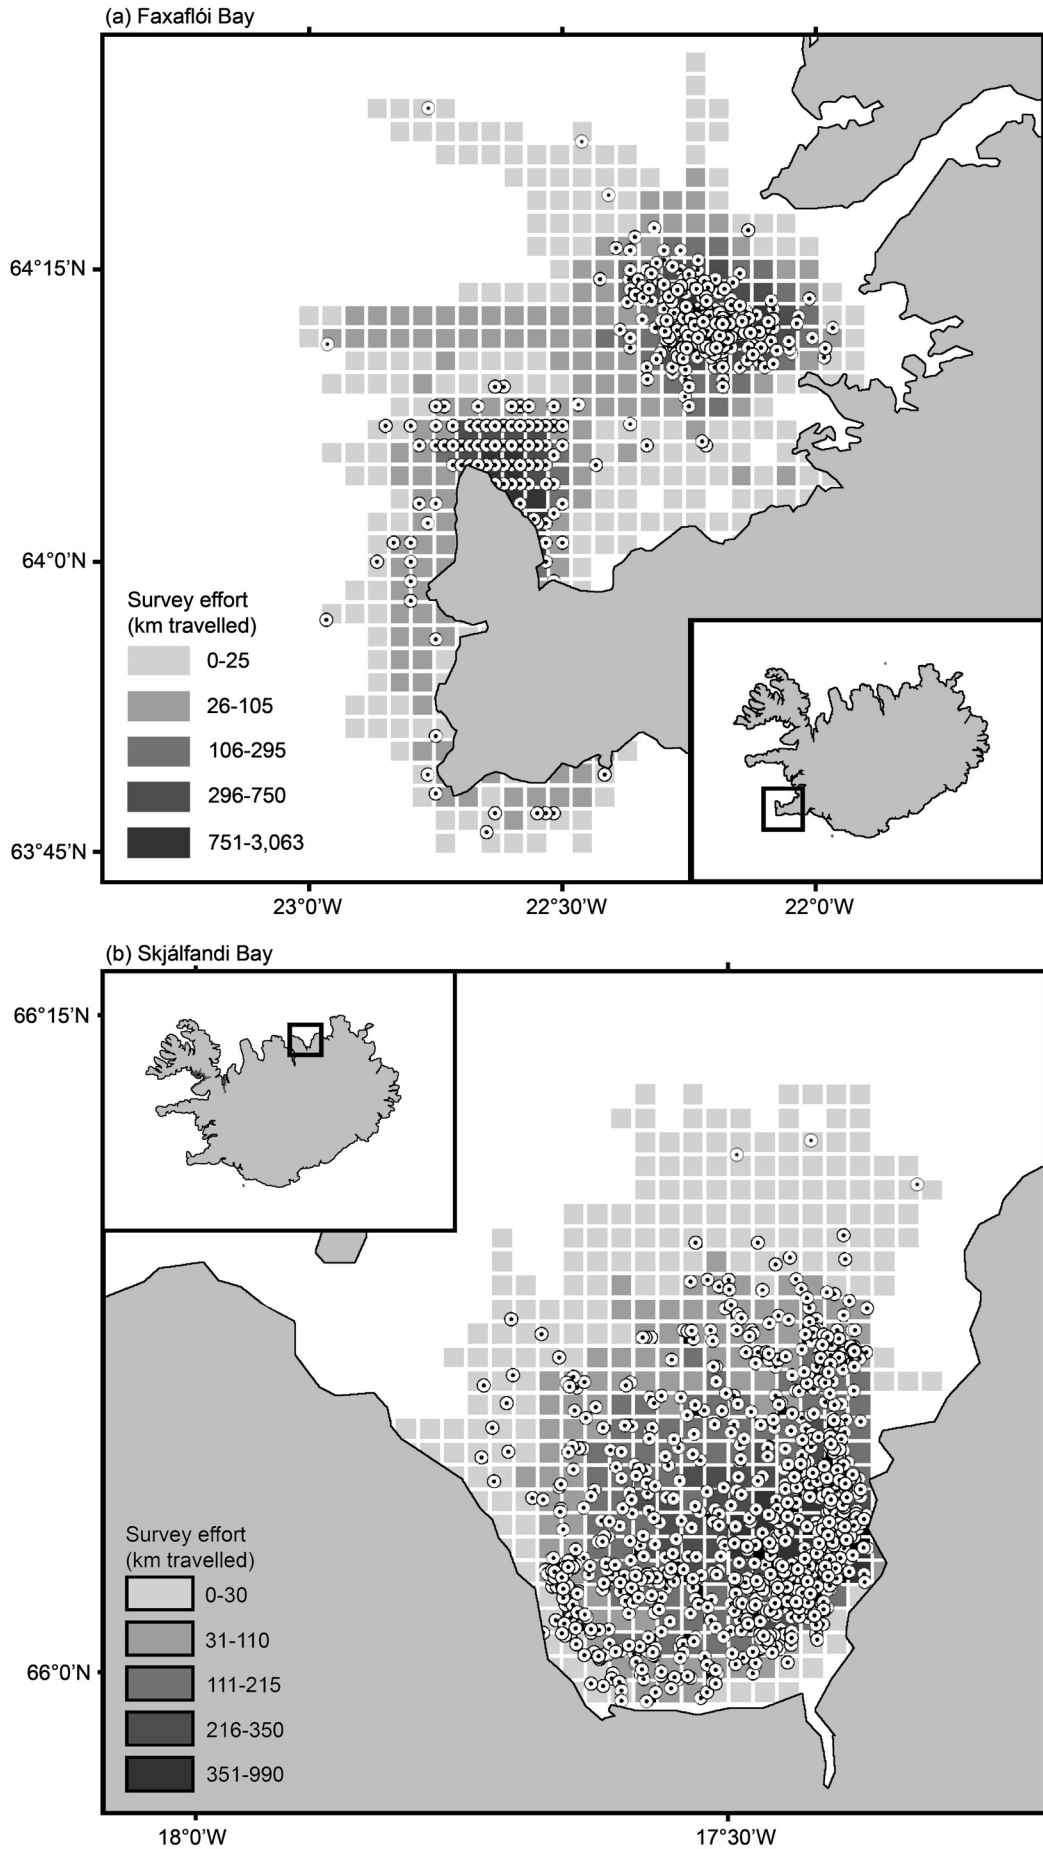 (a) Faxaflói Bay
64°15’N
64°0’N
Survey effort
(km travelled)
0-25
26-105
106-295
296-750
751-3,063
63°45’N
23°0’W
22°30’W
22°0’W
(b) Skjálfandi Bay
66°15’N
Survey effort
(km travelled)
0-30
31-110
111-215
216-350
351-990
66°0’N
18°0’W
17°30’W